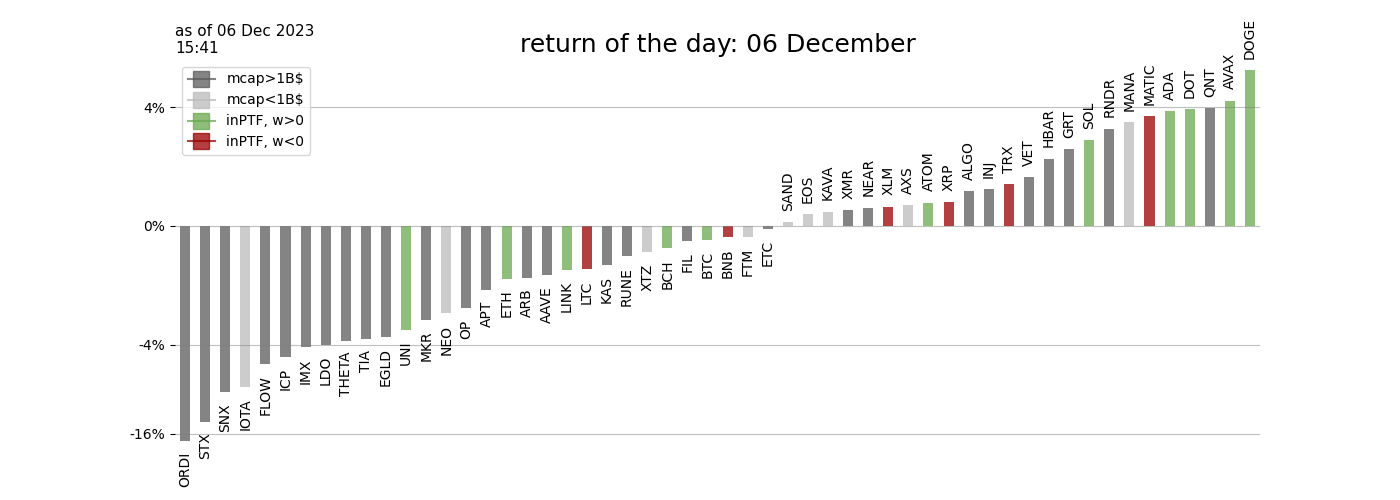 as of 06 Dec 2023
15:41
return of the day: 06 December
mcap>1B$
mcap<1B$
inPTF, w>0
inPTF, w<0
4%
0%
-4%
-16%
ORDI
STX
SNX
IOTA
FLOW
ICP
IMX
LDO
THETA
TIA
EGLD
UNI
MKR
NEO
OP
APT
ETH
ARB
AAVE
LINK
LTC
KAS
RUNE
XTZ
BCH
FIL
BTC
BNB
FTM
ETC
SAND
EOS
KAVA
XMR
NEAR
XLM
AXS
ATOM
XRP
ALGO
INJ
TRX
VET
HBAR
GRT
SOL
RNDR
MANA
MATIC
ADA
DOT
QNT
AVAX
DOGE